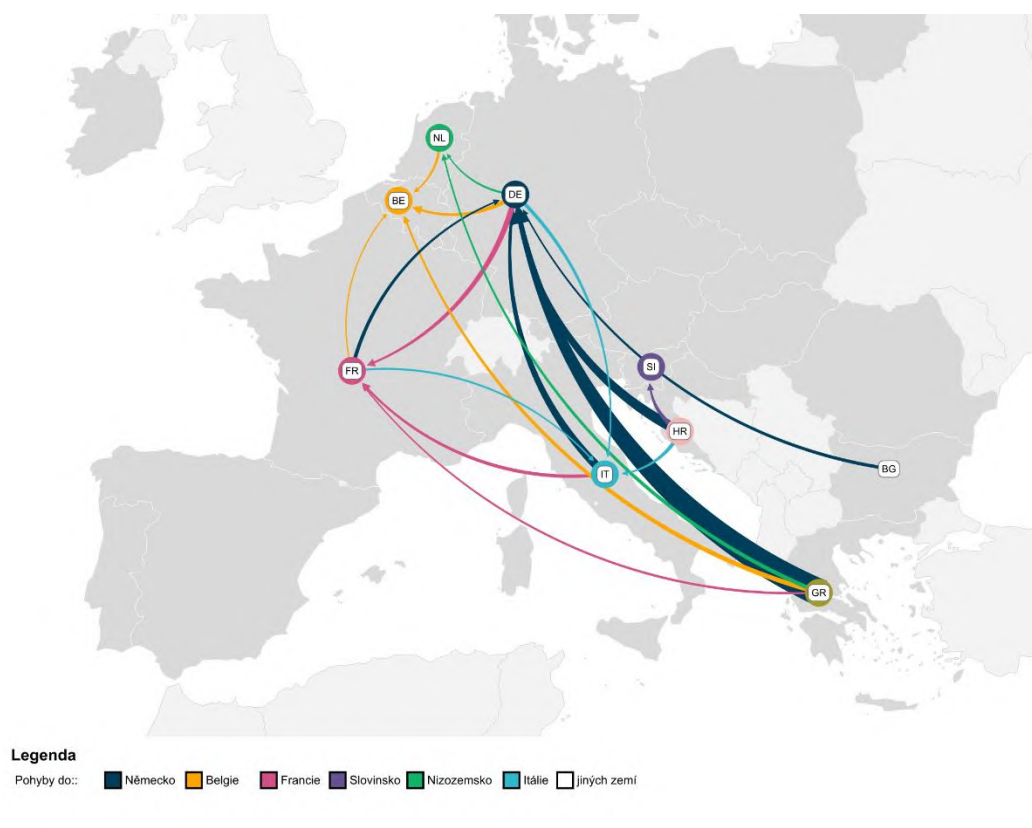 NL
BE
DE
FR
SI
HR
IT
BG
GR
Legenda
Pohyby do:: Německo Belgie Francie Slovinsko Nizozemsko Itálie jiných zemí